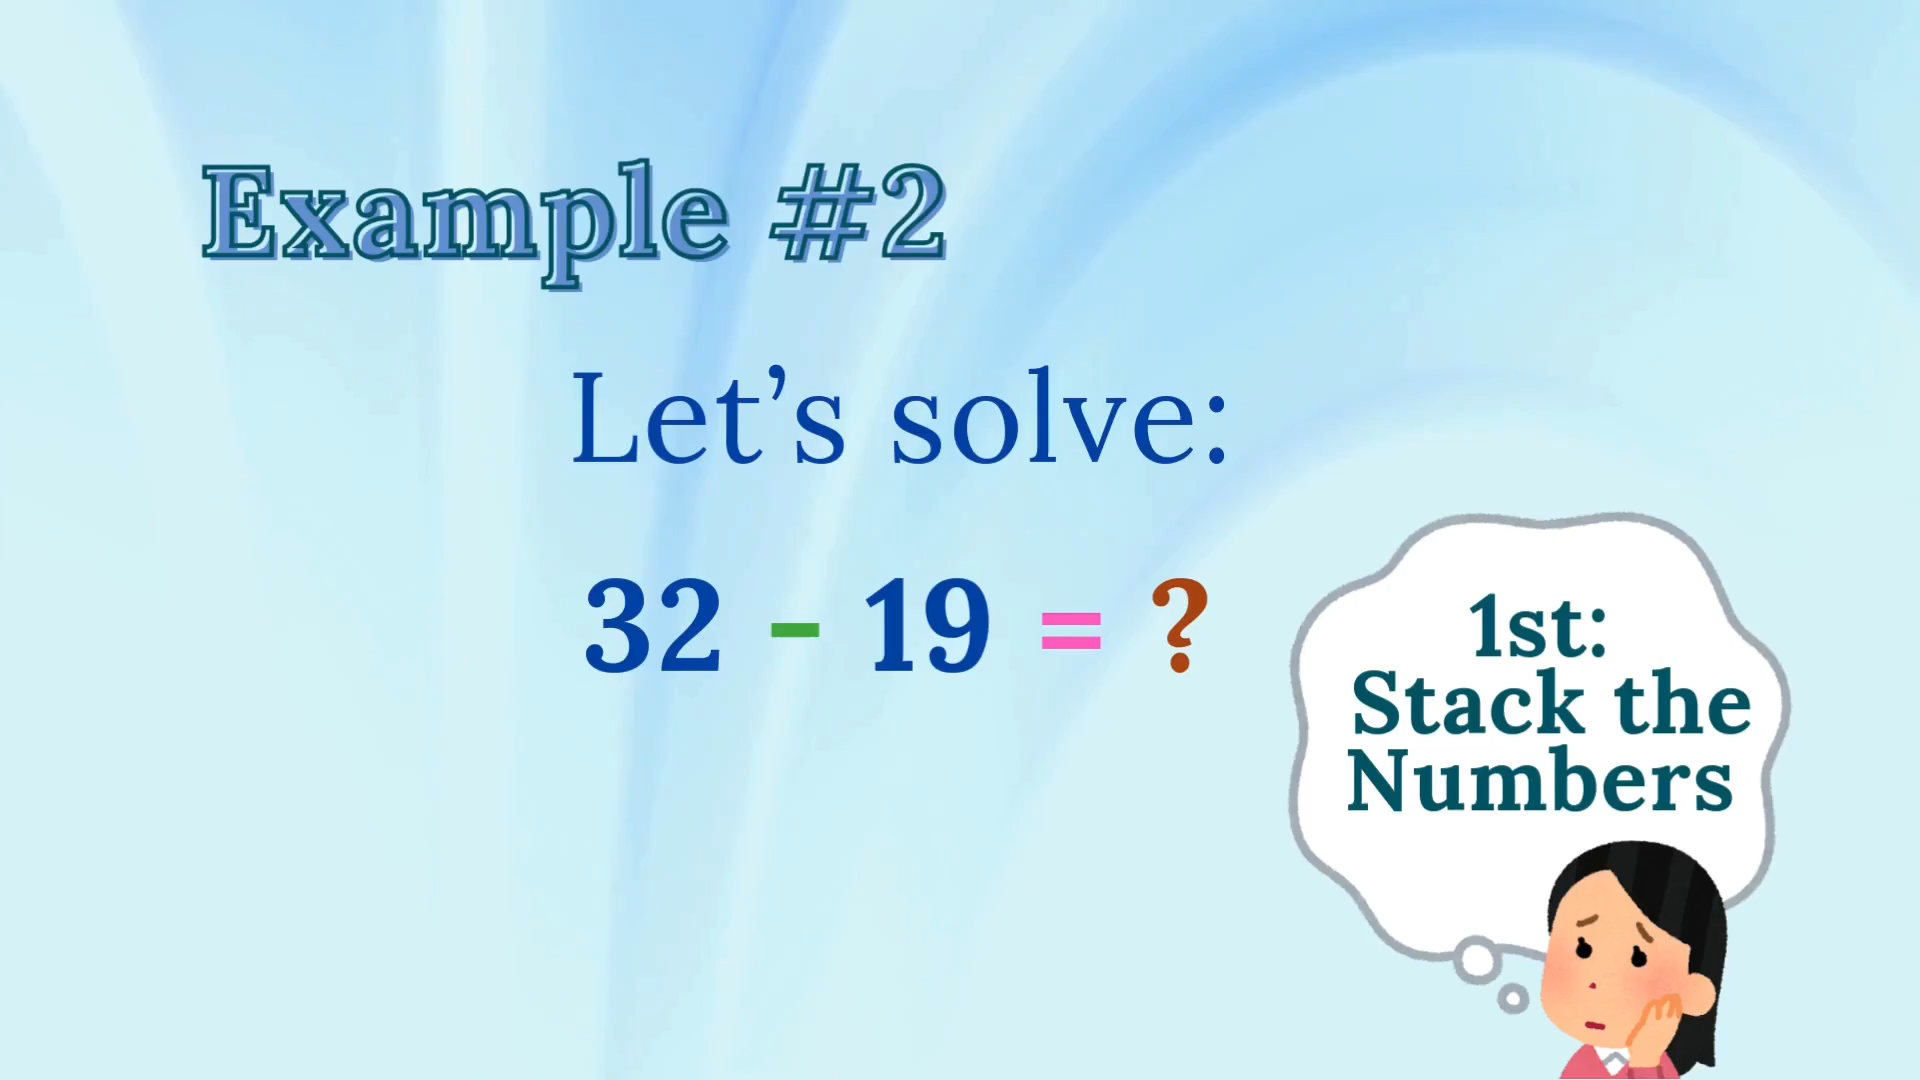 Example #2
Let’s solve:
32 - 19 = ?
1st:
Stack the
Numbers